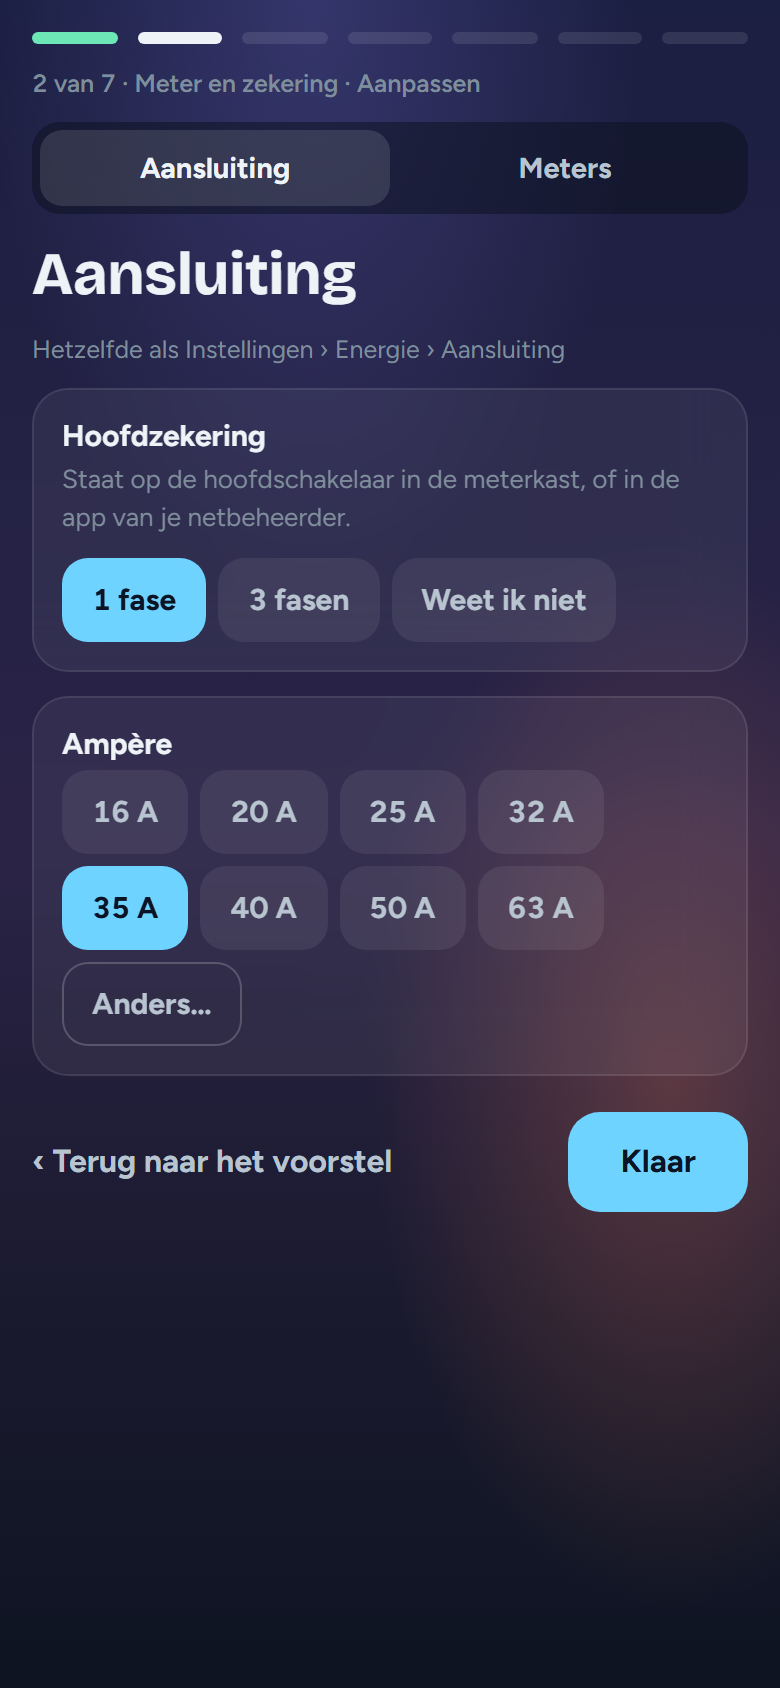 2 van 7 · Meter en zekering · Aanpassen
Aansluiting
Meters
Aansluiting
Hetzelfde als Instellingen › Energie › Aansluiting
Hoofdzekering
Staat op de hoofdschakelaar in de meterkast, of in de
app van je netbeheerder.
1 fase
3 fasen
Weet ik niet
Ampère
16 A
20 A
25 A
32 A
35 A
40 A
50 A
63 A
Anders...
‹ Terug naar het voorstel
Klaar